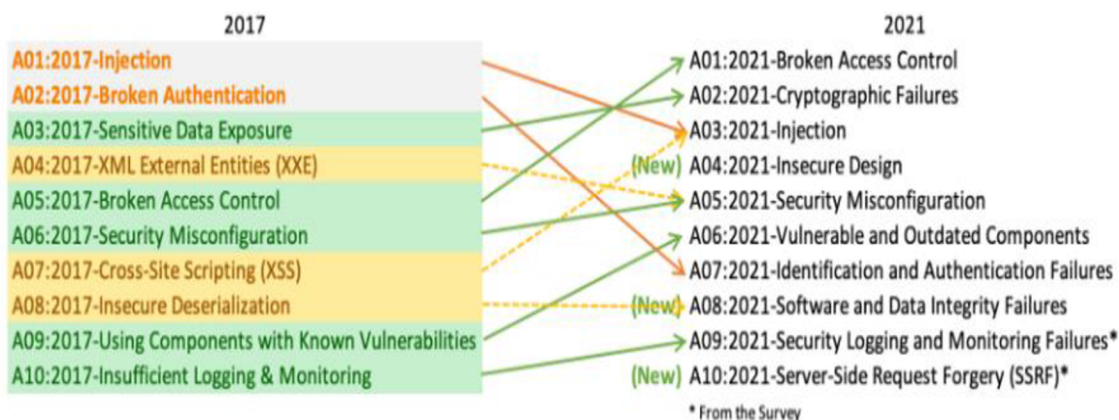 2017
A01:2017-Injection
A02:2017-Broken Authentication
A03:2017-Sensitive Data Exposure
A04:2017-XML External Entities (XXE)
A05:2017-Broken Access Control
A06:2017-Security Misconfiguration
A07:2017-Cross-Site Scripting (XSS)
A08:2017-Insecure Deserialization
A09:2017-Using Components with Known Vulnerabilities
A10:2017-Insufficient Logging & Monitoring
2021
A01:2021-Broken Access Control
A02:2021-Cryptographic Failures
A03:2021-Injection
(New) A04:2021-Insecure Design
A05:2021-Security Misconfiguration
A06:2021-Vulnerable and Outdated Components
A07:2021-Identification and Authentication Failures
(New) A08:2021-Software and Data Integrity Failures
A09:2021-Security Logging and Monitoring Failures*
(New) A10:2021-Server-Side Request Forgery (SSRF)*
* From the Survey